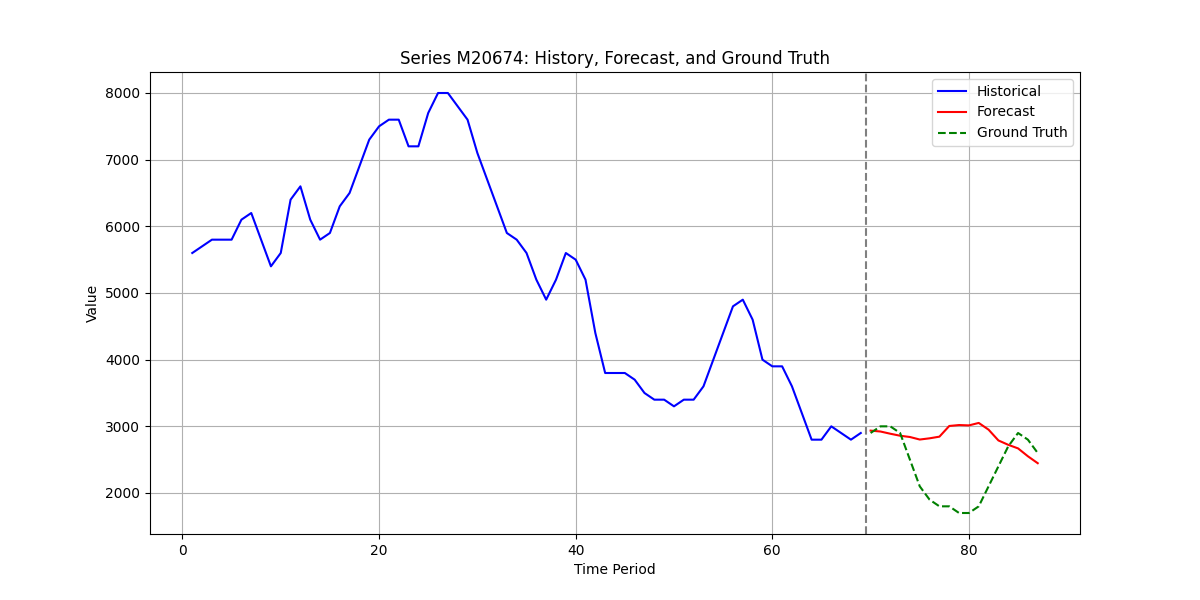 Series M20674: History, Forecast, and Ground Truth
Historical
Forecast
Ground Truth
Value
8000
7000
6000
5000
4000
3000
2000
0 20 40 60 80
Time Period